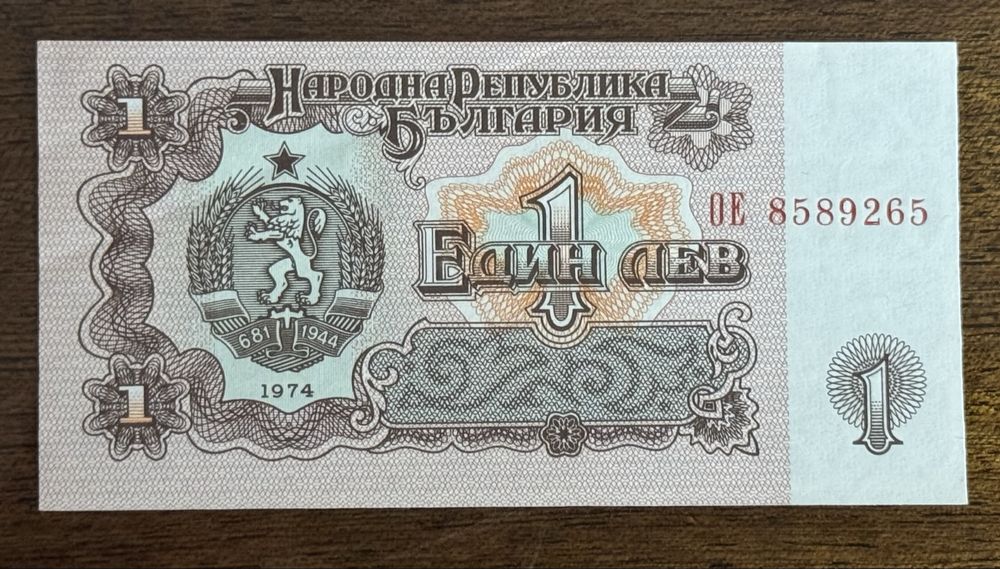 1
НАРОДНА РЕПУБЛИКА
БЪЛГАРИЯ
ОЕ 8589265
1
ЕДИН ЛЕВ
681 1944
1974
1
1